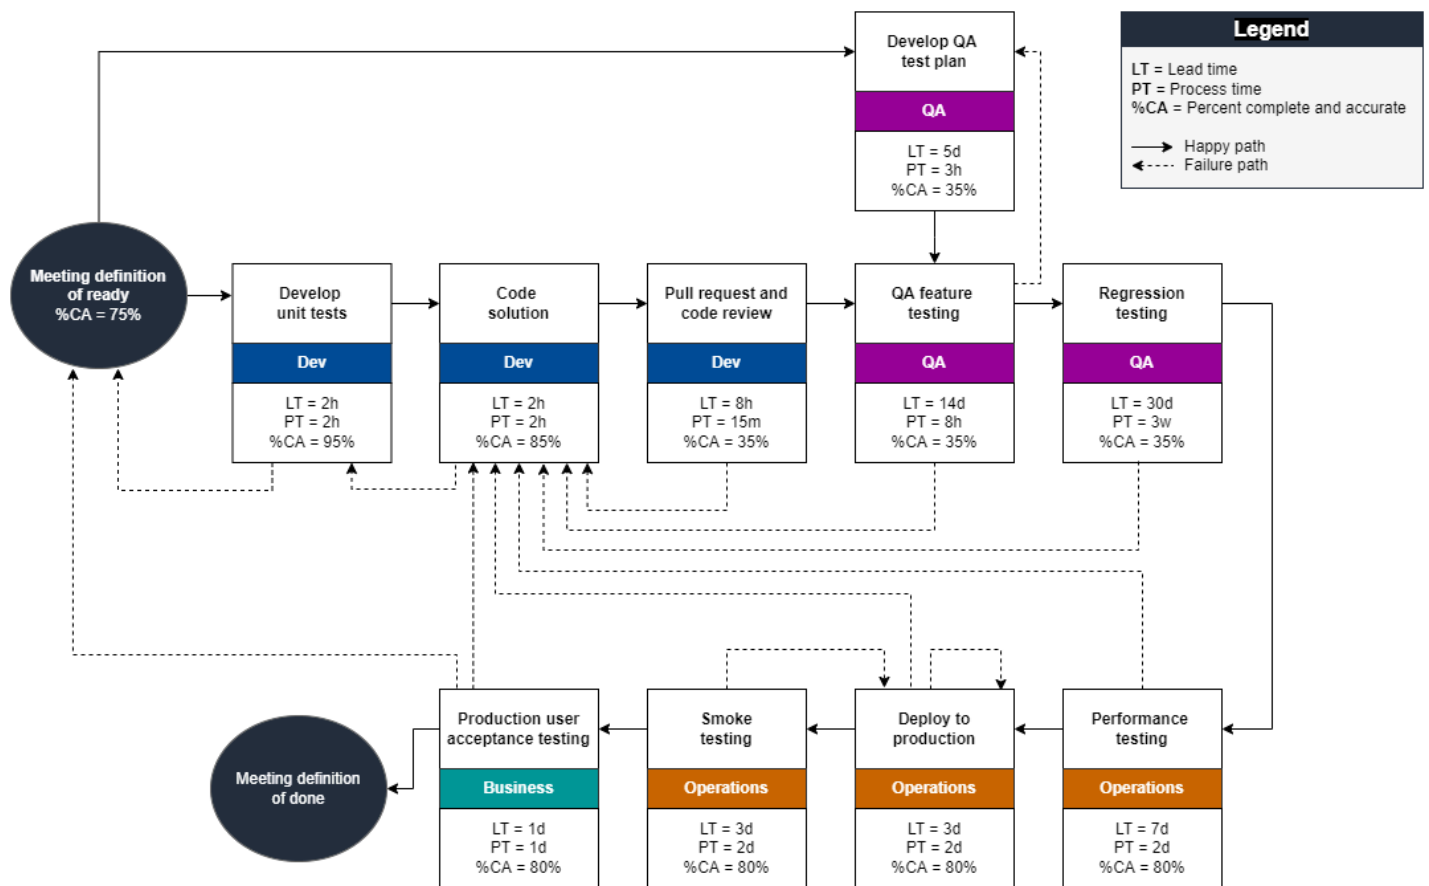 Develop QA
test plan
QA
LT = 5d
PT = 3h
%CA = 35%
Legend
LT = Lead time
PT = Process time
%CA = Percent complete and accurate
Happy path
Failure path
Meeting definition
of ready
%CA = 75%
Develop
unit tests
Dev
LT = 2h
PT = 2h
%CA = 95%
Code
solution
Dev
LT = 2h
PT = 2h
%CA = 85%
Pull request and
code review
Dev
LT = 8h
PT = 15m
%CA = 35%
QA feature
testing
QA
LT = 14d
PT = 8h
%CA = 35%
Regression
testing
QA
LT = 30d
PT = 3w
%CA = 35%
Meeting definition
of done
Production user
acceptance testing
Business
LT = 1d
PT = 1d
%CA = 80%
Smoke
testing
Operations
LT = 3d
PT = 2d
%CA = 80%
Deploy to
production
Operations
LT = 3d
PT = 2d
%CA = 80%
Performance
testing
Operations
LT = 7d
PT = 2d
%CA = 80%